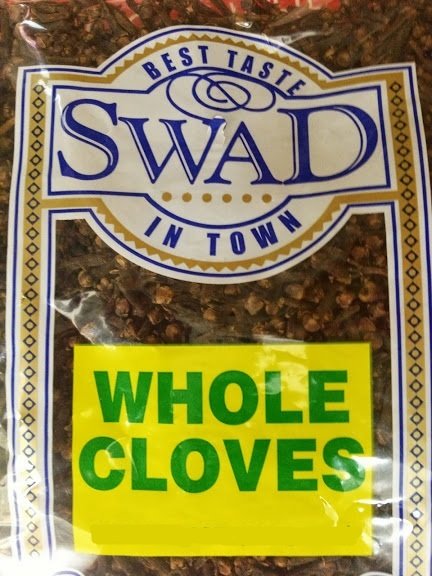 BEST TASTE
SWAD
IN TOWN
WHOLE
CLOVES